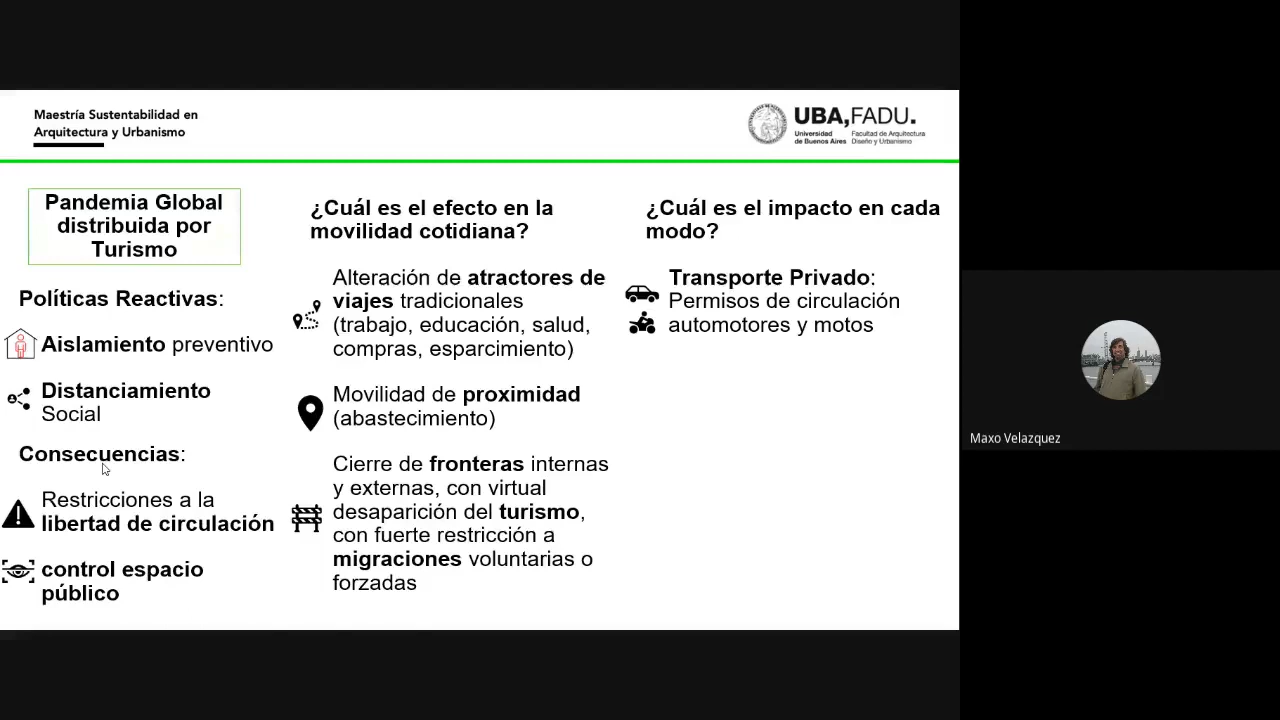 Maestría Sustentabilidad en
Arquitectura y Urbanismo
UBA,FADU.
Universidad
de Buenos Aires
Facultad de Arquitectura
Diseño y Urbanismo
Pandemia Global
distribuida por
Turismo
Políticas Reactivas:
Aislamiento preventivo
Distanciamiento
Social
Consecuencias:
Restricciones a la
libertad de circulación
control espacio
público
¿Cuál es el efecto en la
movilidad cotidiana?
Alteración de atractores de
viajes tradicionales
(trabajo, educación, salud,
compras, esparcimiento)
Movilidad de proximidad
(abastecimiento)
Cierre de fronteras internas
y externas, con virtual
desaparición del turismo,
con fuerte restricción a
migraciones voluntarias o
forzadas
¿Cuál es el impacto en cada
modo?
Transporte Privado:
Permisos de circulación
automotores y motos
Maxo Velazquez